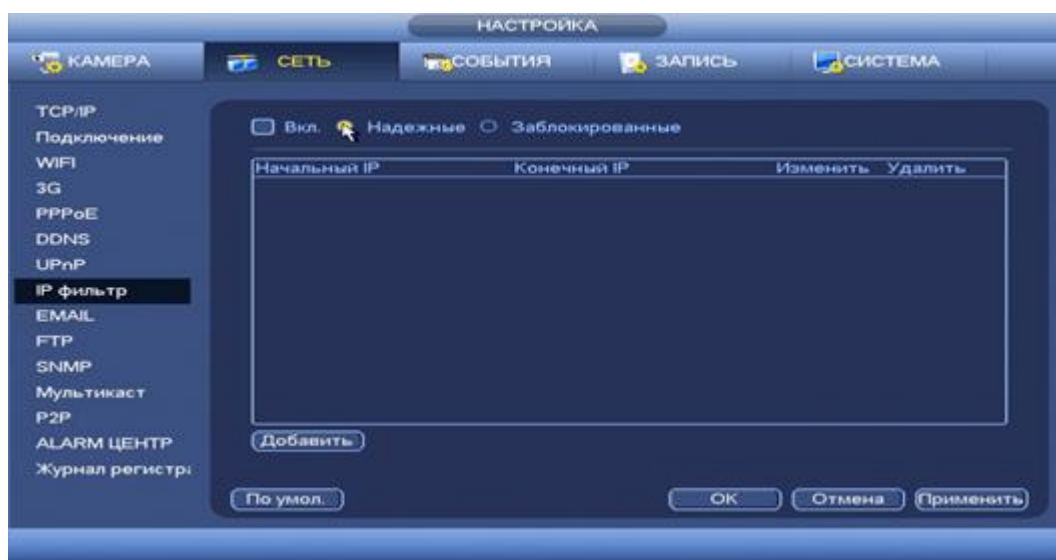 НАСТРОЙКА
КАМЕРА СЕТЬ СОБЫТИЯ ЗАПИСЬ СИСТЕМА
TCP/IP
Подключение
WIFI
3G
PPPoE
DDNS
UPnP
IP фильтр
EMAIL
FTP
SNMP
Мультикаст
P2P
ALARM ЦЕНТР
Журнал регистра
Вкл. Надежные Заблокированные
Начальный IP Конечный IP Изменить Удалить
Добавить
По умол. OK Отмена Применить